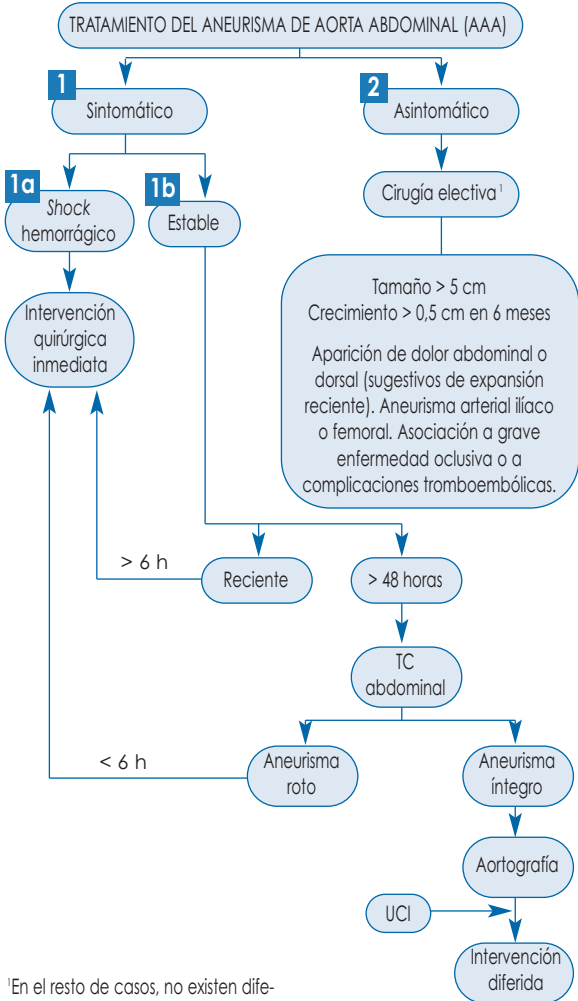 TRATAMIENTO DEL ANEURISMA DE AORTA ABDOMINAL (AAA)
1
Sintomático
2
Asintomático
1a
Shock
hemorrágico
1b
Estable
Cirugía electiva ¹
Intervención
quirúrgica
inmediata
Tamaño > 5 cm
Crecimiento > 0,5 cm en 6 meses
Aparición de dolor abdominal o
dorsal (sugestivos de expansión
reciente). Aneurisma arterial ilíaco
o femoral. Asociación a grave
enfermedad oclusiva o a
complicaciones tromboembólicas.
> 6 h
Reciente
> 48 horas
TC
abdominal
< 6 h
Aneurisma
roto
Aneurisma
íntegro
Aortografía
UCI
Intervención
diferida
¹En el resto de casos, no existen dife-